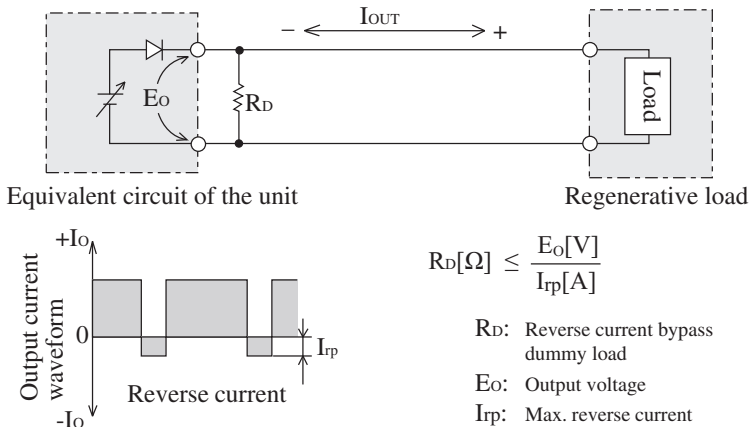 IOUT
− +
EO
RD
Load
Equivalent circuit of the unit
Regenerative load
+IO
0
-IO
Output current
waveform
Irp
Reverse current
RD[Ω] ≤ EO[V]
Irp[A]
RD: Reverse current bypass
dummy load
EO: Output voltage
Irp: Max. reverse current